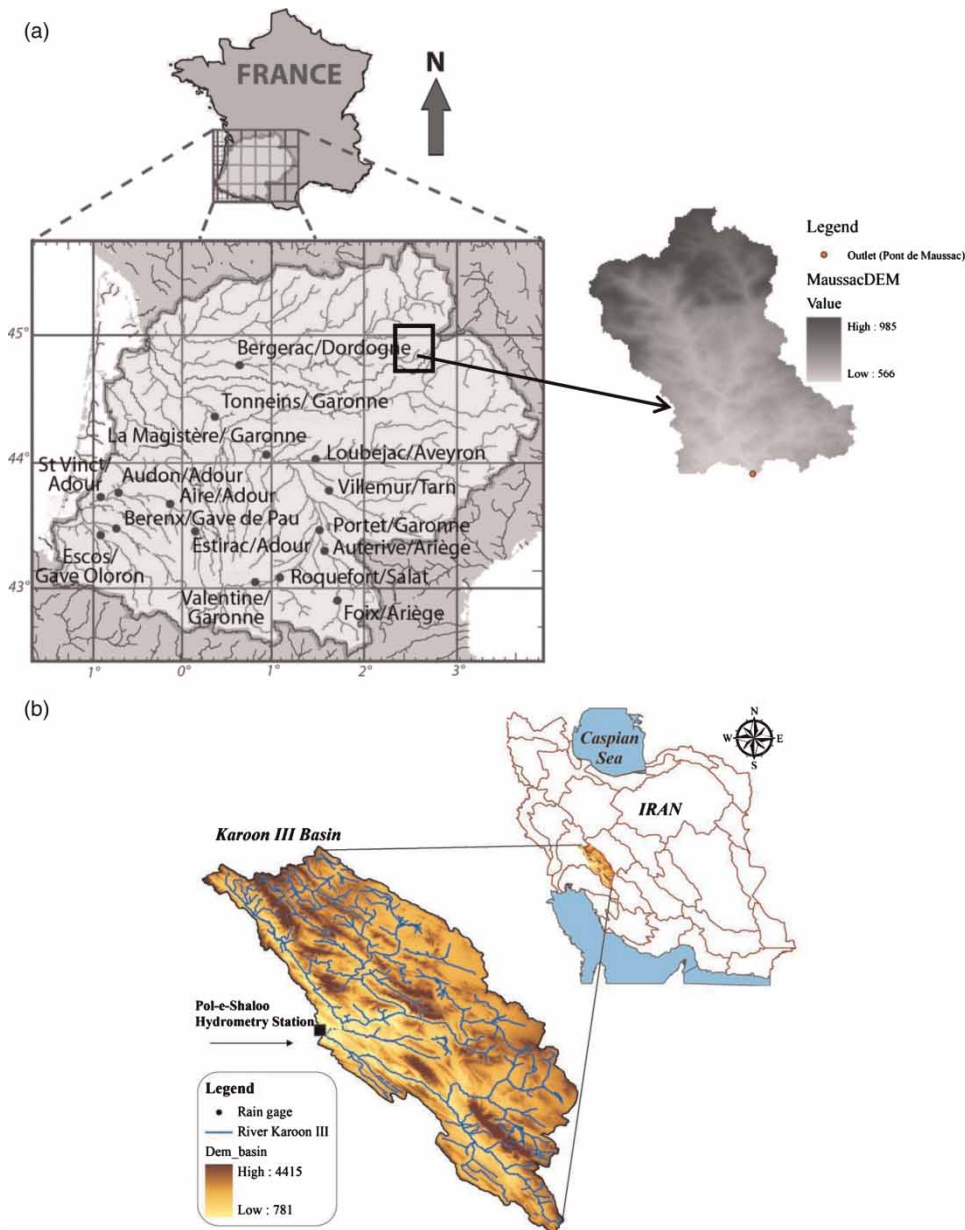 (a)
FRANCE
N
45°
44°
43°
1°
0°
1°
2°
3°
Bergerac/Dordogne
Tonneins/Garonne
La Magistère/Garonne
Loubejac/Aveyron
St Vinct/
Adour
Audon/Adour
Aire/Adour
Villemur/Tarn
Berenx/Gave de Pau
Portet/Garonne
Estirac/Adour
Auterive/Ariège
Escos/
Gave Oloron
Roquefort/Salat
Valentine/
Garonne
Foix/Ariège
Legend
Outlet (Pont de Maussac)
MaussacDEM
Value
High : 985
Low : 566
(b)
Caspian
Sea
N
W
E
S
IRAN
Karoon III Basin
Pol-e-Shaloo
Hydrometry Station
Legend
Rain gage
River Karoon III
Dem_basin
High : 4415
Low : 781